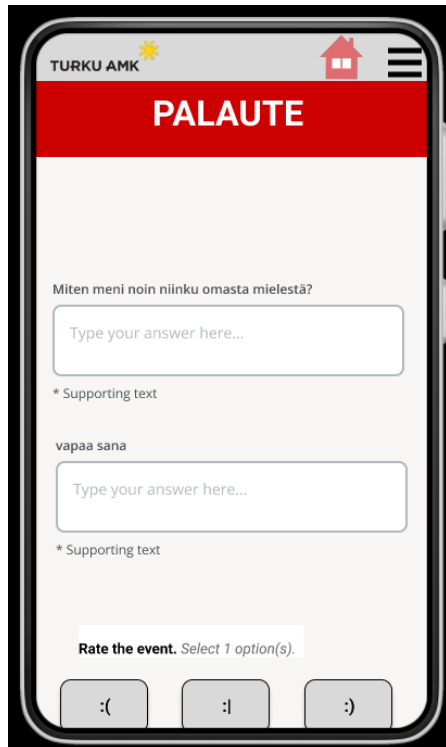 TURKU AMK
PALAUTE
Miten meni noin niinku omasta mielestä?
Type your answer here...
* Supporting text
vapaa sana
Type your answer here...
* Supporting text
Rate the event. Select 1 option(s).
:( :| :)